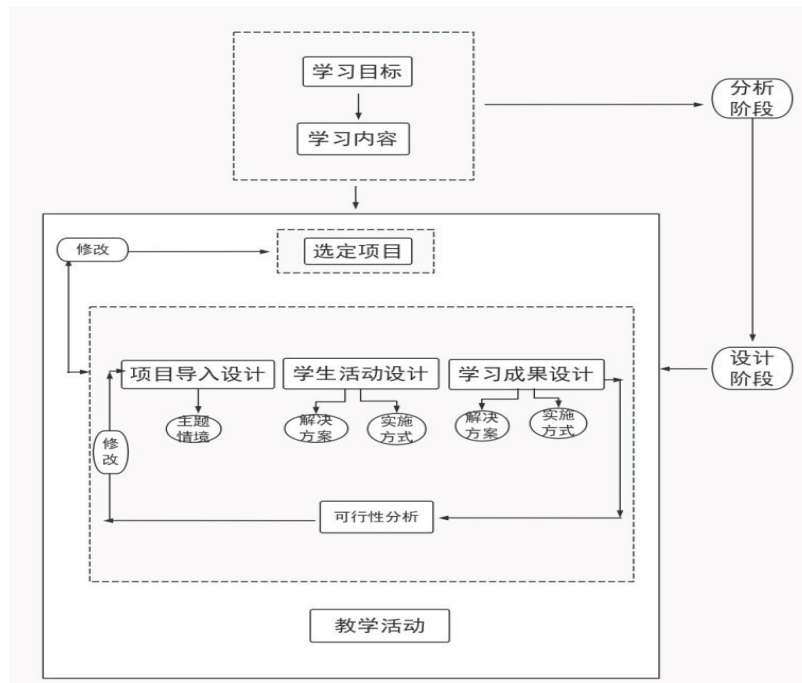 学习目标
分析
阶段
学习内容
修改
选定项目
项目导入设计
学生活动设计
学习成果设计
设计
阶段
主题
情境
解决
方案
实施
方式
解决
方案
实施
方式
修
改
可行性分析
教学活动